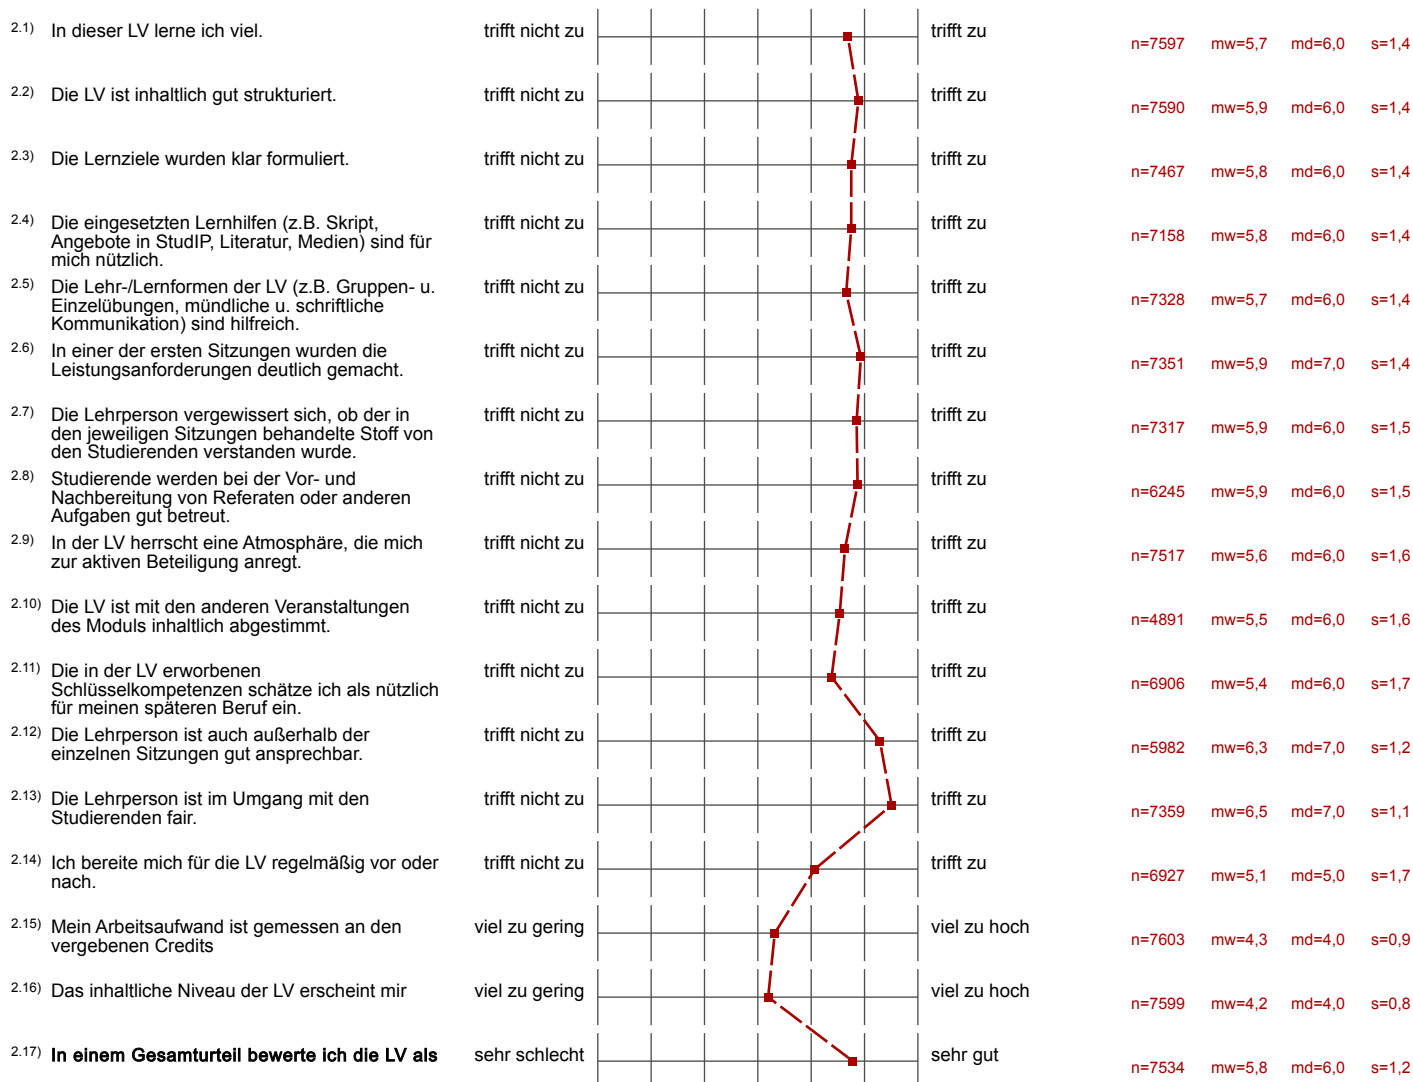 2.1) In dieser LV lerne ich viel. trifft nicht zu trifft zu n=7597 mw=5,7 md=6,0 s=1,4
2.2) Die LV ist inhaltlich gut strukturiert. trifft nicht zu trifft zu n=7590 mw=5,9 md=6,0 s=1,4
2.3) Die Lernziele wurden klar formuliert. trifft nicht zu trifft zu n=7467 mw=5,8 md=6,0 s=1,4
2.4) Die eingesetzten Lernhilfen (z.B. Skript, trifft nicht zu trifft zu
Angebote in StudIP, Literatur, Medien) sind für n=7158 mw=5,8 md=6,0 s=1,4
mich nützlich.
2.5) Die Lehr-/Lernformen der LV (z.B. Gruppen- u. trifft nicht zu trifft zu
Einzelübungen, mündliche u. schriftliche n=7328 mw=5,7 md=6,0 s=1,4
Kommunikation) sind hilfreich.
2.6) In einer der ersten Sitzungen wurden die trifft nicht zu trifft zu
Leistungsanforderungen deutlich gemacht. n=7351 mw=5,9 md=7,0 s=1,4
2.7) Die Lehrperson vergewissert sich, ob der in trifft nicht zu trifft zu
den jeweiligen Sitzungen behandelte Stoff von n=7317 mw=5,9 md=6,0 s=1,5
den Studierenden verstanden wurde.
2.8) Studierende werden bei der Vor- und trifft nicht zu trifft zu
Nachbereitung von Referaten oder anderen n=6245 mw=5,9 md=6,0 s=1,5
Aufgaben gut betreut.
2.9) In der LV herrscht eine Atmosphäre, die mich trifft nicht zu trifft zu
zur aktiven Beteiligung anregt. n=7517 mw=5,6 md=6,0 s=1,6
2.10) Die LV ist mit den anderen Veranstaltungen trifft nicht zu trifft zu
des Moduls inhaltlich abgestimmt. n=4891 mw=5,5 md=6,0 s=1,6
2.11) Die in der LV erworbenen trifft nicht zu trifft zu
Schlüsselkompetenzen schätze ich als nützlich n=6906 mw=5,4 md=6,0 s=1,7
für meinen späteren Beruf ein.
2.12) Die Lehrperson ist auch außerhalb der trifft nicht zu trifft zu
einzelnen Sitzungen gut ansprechbar. n=5982 mw=6,3 md=7,0 s=1,2
2.13) Die Lehrperson ist im Umgang mit den trifft nicht zu trifft zu
Studierenden fair. n=7359 mw=6,5 md=7,0 s=1,1
2.14) Ich bereite mich für die LV regelmäßig vor oder trifft nicht zu trifft zu
nach. n=6927 mw=5,1 md=5,0 s=1,7
2.15) Mein Arbeitsaufwand ist gemessen an den viel zu gering viel zu hoch
vergebenen Credits n=7603 mw=4,3 md=4,0 s=0,9
2.16) Das inhaltliche Niveau der LV erscheint mir viel zu gering viel zu hoch n=7599 mw=4,2 md=4,0 s=0,8
2.17) In einem Gesamturteil bewerte ich die LV als sehr schlecht sehr gut n=7534 mw=5,8 md=6,0 s=1,2